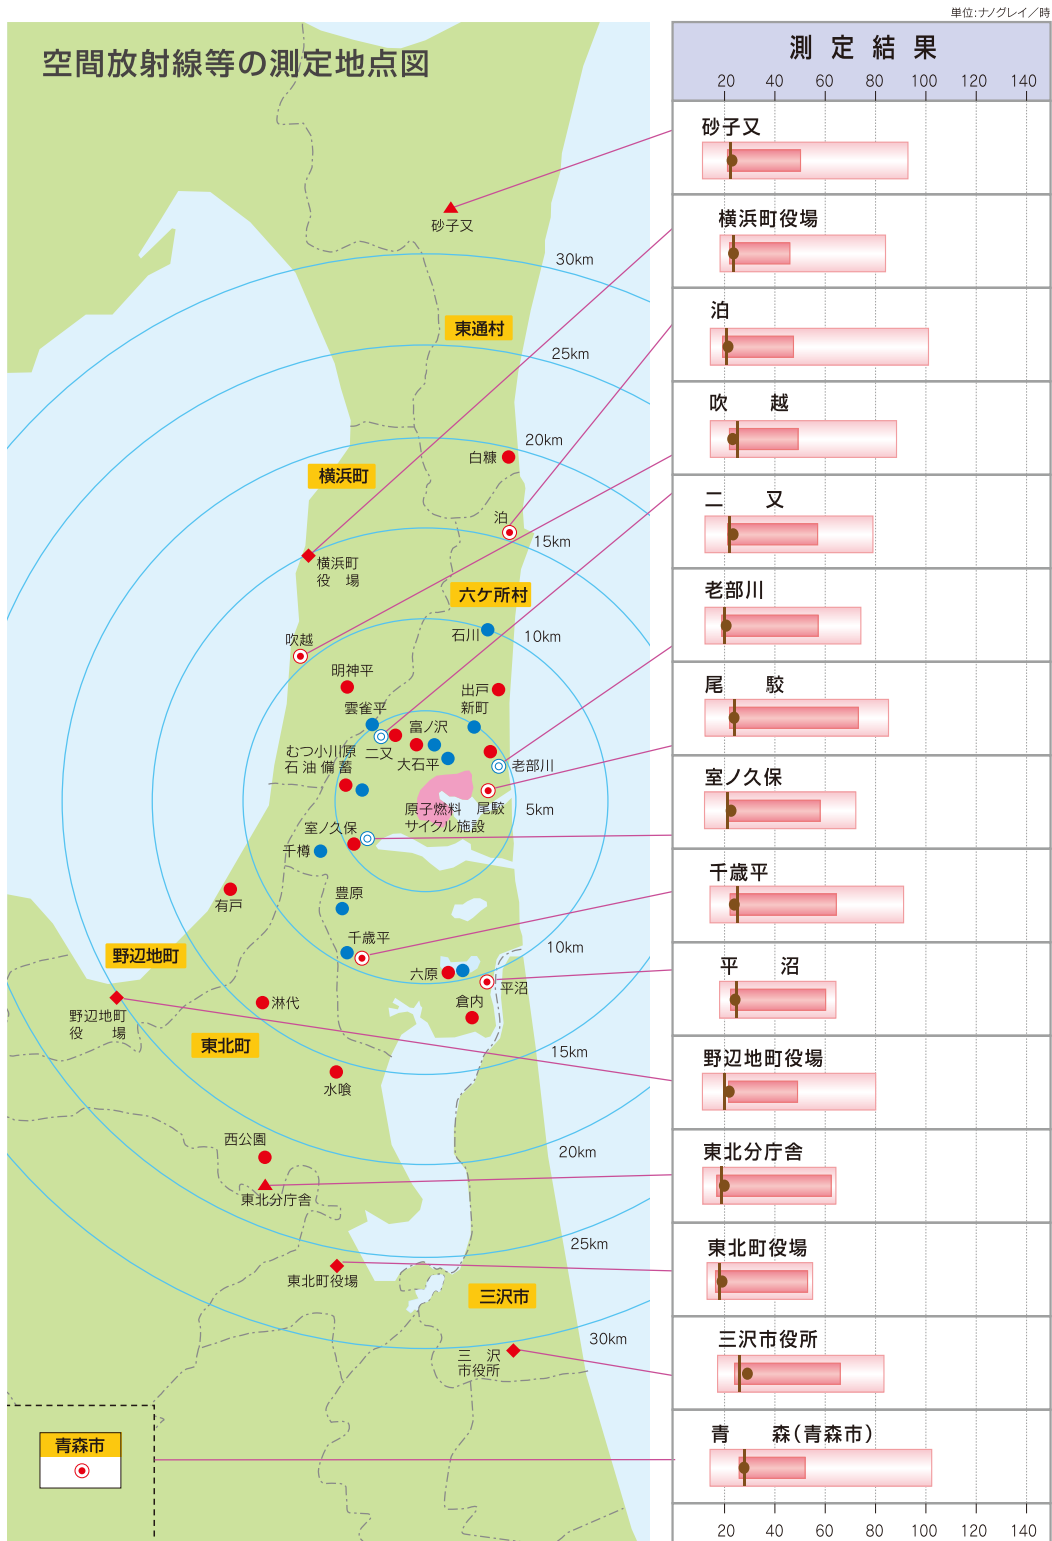 単位:ナノグレイ／時
空間放射線等の測定地点図
測定結果
20 40 60 80 100 120 140
砂子又
横浜町役場
泊
吹越
二又
老部川
尾駮
室ノ久保
千歳平
平沼
野辺地町役場
東北分庁舎
東北町役場
三沢市役所
青森(青森市)
20 40 60 80 100 120 140
砂子又
30km
東通村
25km
20km
白糠
横浜町
泊
15km
横浜町
役場
六ケ所村
石川
10km
吹越
明神平
出戸
新町
雲雀平
富ノ沢
二又
むつ小川原
石油備蓄
大石平
老部川
原子燃料
サイクル施設
尾駮
5km
室ノ久保
千樽
有戸
豊原
千歳平
10km
野辺地町
六原
平沼
倉内
野辺地町
役場
淋代
東北町
15km
水喰
西公園
20km
東北分庁舎
25km
東北町役場
三沢市
30km
三沢
市役所
青森市